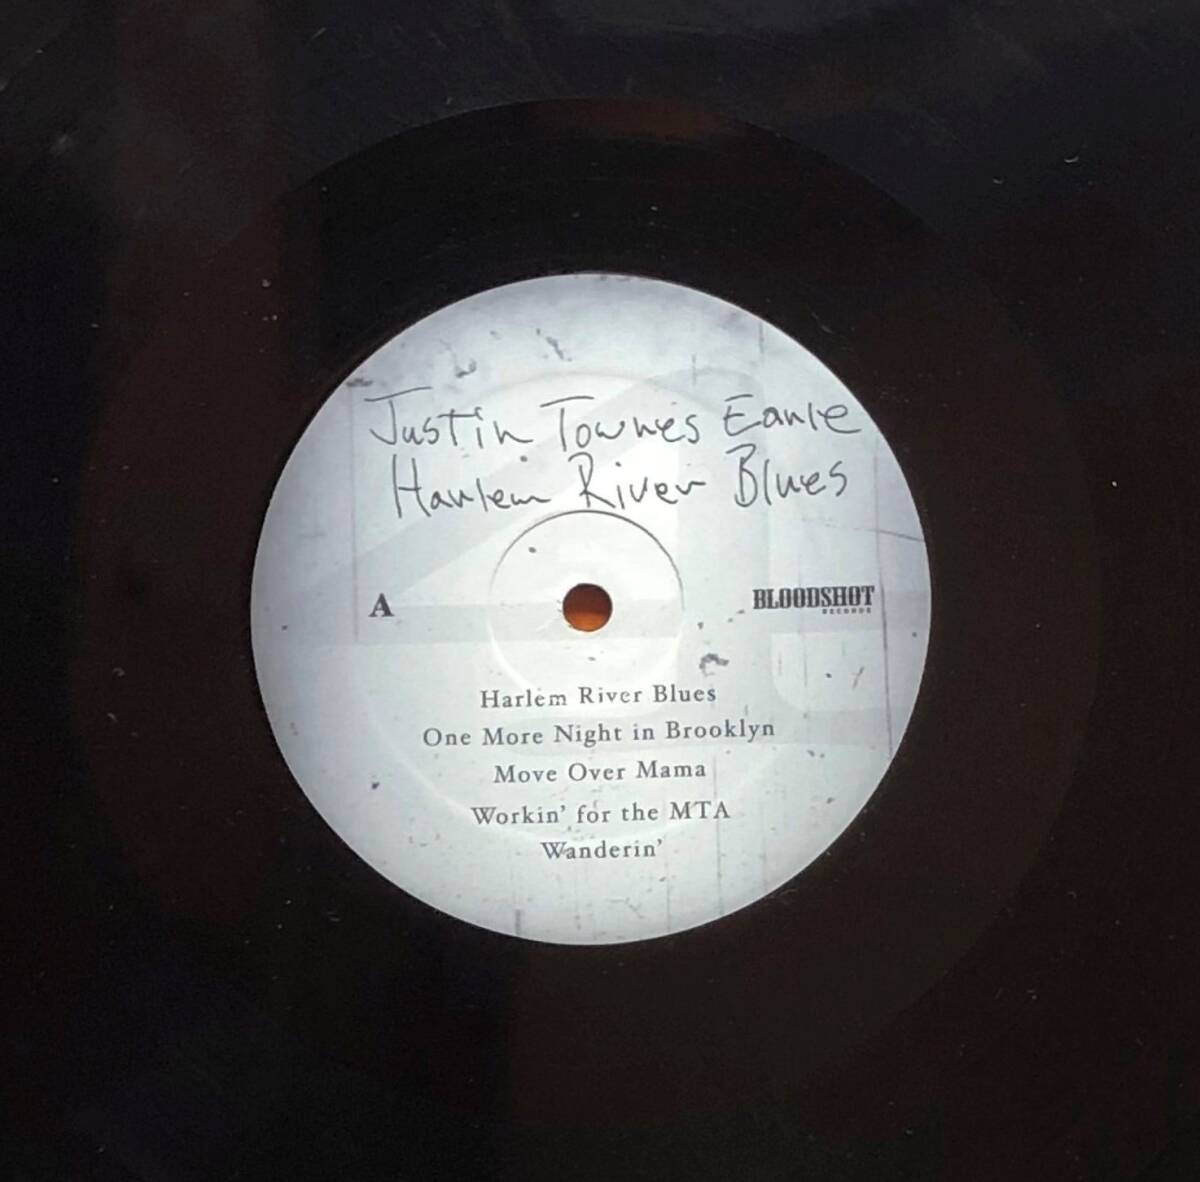 Justin Townes Earle
Harlem River Blues
A
BLOODSHOT
RECORDS
Harlem River Blues
One More Night in Brooklyn
Move Over Mama
Workin' for the MTA
Wanderin'